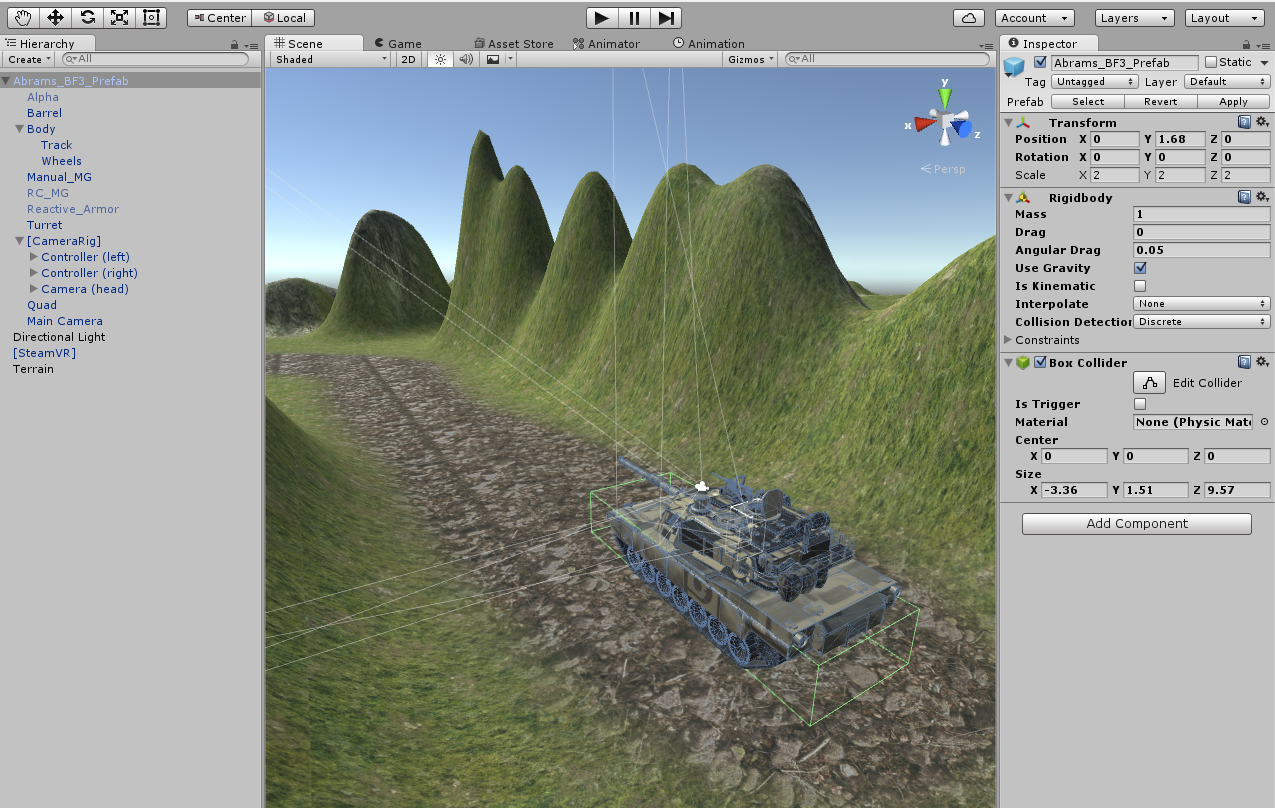 Center Local Account Layers Layout
Hierarchy
Create All
Abrams_BF3_Prefab
Alpha
Barrel
Body
Track
Wheels
Manual_MG
RC_MG
Reactive_Armor
Turret
[CameraRig]
Controller (left)
Controller (right)
Camera (head)
Quad
Main Camera
Directional Light
[SteamVR]
Terrain
Scene Game Asset Store Animator Animation
Shaded 2D Gizmos All
y
x
z
Persp
Inspector
Abrams_BF3_Prefab Static
Tag Untagged Layer Default
Prefab Select Revert Apply
Transform
Position X 0 Y 1.68 Z 0
Rotation X 0 Y 0 Z 0
Scale X 2 Y 2 Z 2
Rigidbody
Mass 1
Drag 0
Angular Drag 0.05
Use Gravity
Is Kinematic
Interpolate None
Collision Detection Discrete
Constraints
Box Collider
Edit Collider
Is Trigger
Material None (Physic Mate
Center
X 0 Y 0 Z 0
Size
X -3.36 Y 1.51 Z 9.57
Add Component